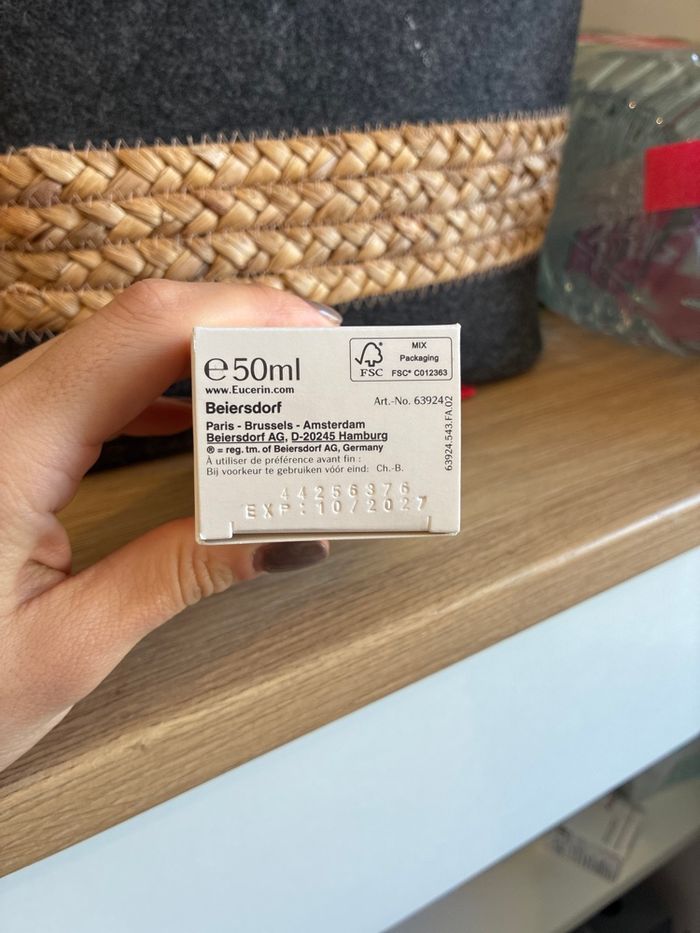 ℮50ml
www.Eucerin.com
MIX
Packaging
FSC
FSC® C012363
Beiersdorf
Art.-No. 63924
Paris - Brussels - Amsterdam
Beiersdorf AG, D-20245 Hamburg
® = reg. tm. of Beiersdorf AG, Germany
À utiliser de préférence avant fin :
Bij voorkeur te gebruiken vóór eind: Ch.-B.
63924.543.FA.02
44256376
EXP:10/2027